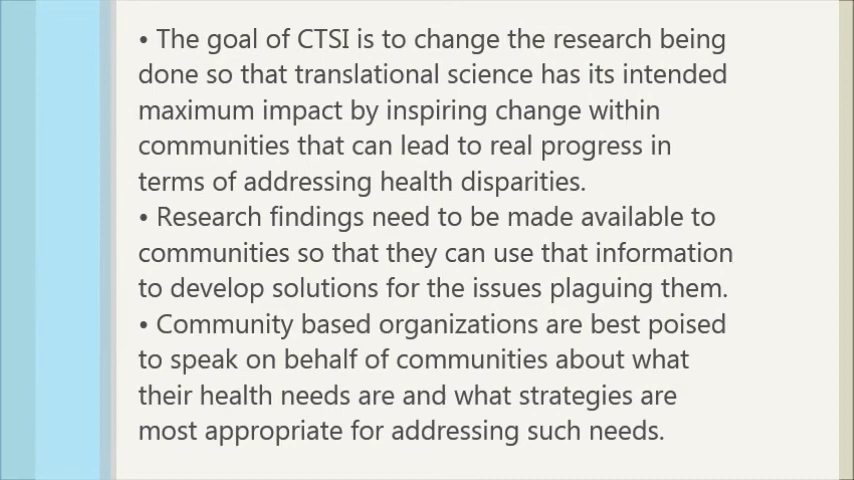 • The goal of CTSI is to change the research being
done so that translational science has its intended
maximum impact by inspiring change within
communities that can lead to real progress in
terms of addressing health disparities.
• Research findings need to be made available to
communities so that they can use that information
to develop solutions for the issues plaguing them.
• Community based organizations are best poised
to speak on behalf of communities about what
their health needs are and what strategies are
most appropriate for addressing such needs.